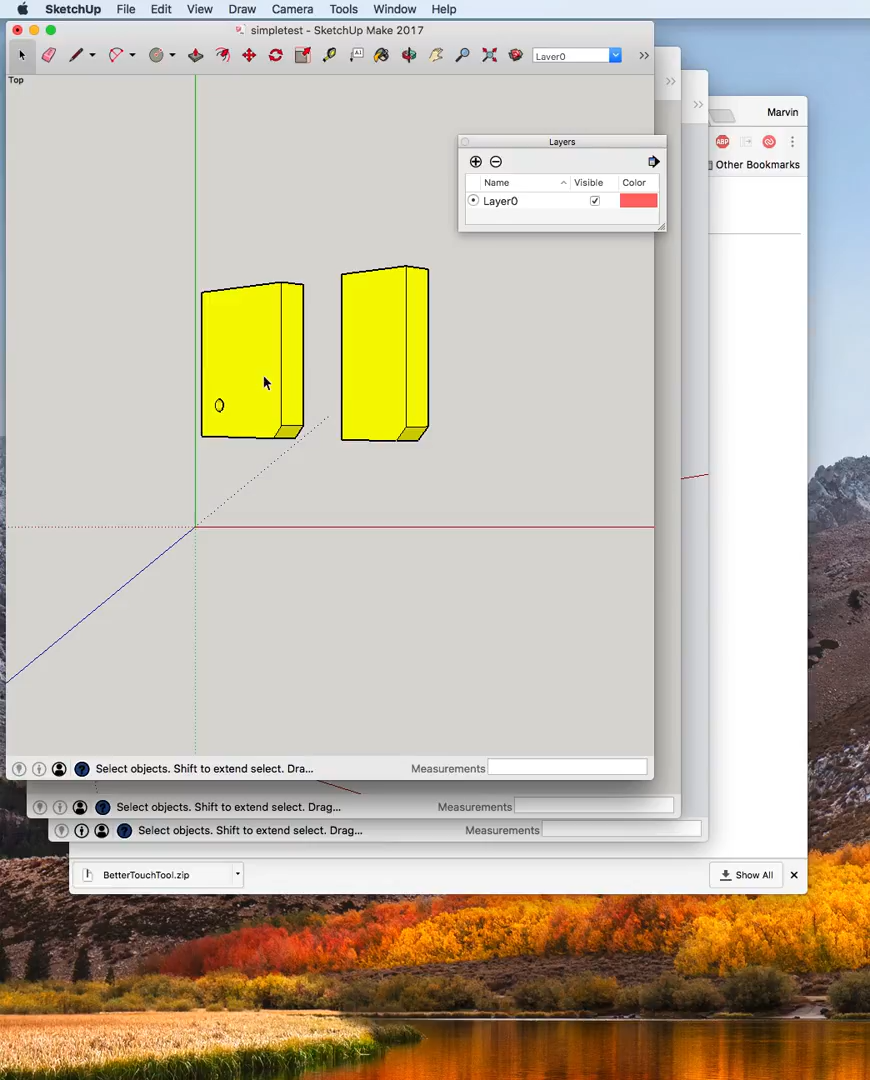 SketchUp File Edit View Draw Camera Tools Window Help
simpletest - SketchUp Make 2017
A1
Layer0
»
Top
»
»
Marvin
ABP
Other Bookmarks
Layers
Name Visible Color
Layer0
Select objects. Shift to extend select. Dra... Measurements
Select objects. Shift to extend select. Drag... Measurements
Select objects. Shift to extend select. Drag... Measurements
BetterTouchTool.zip
Show All